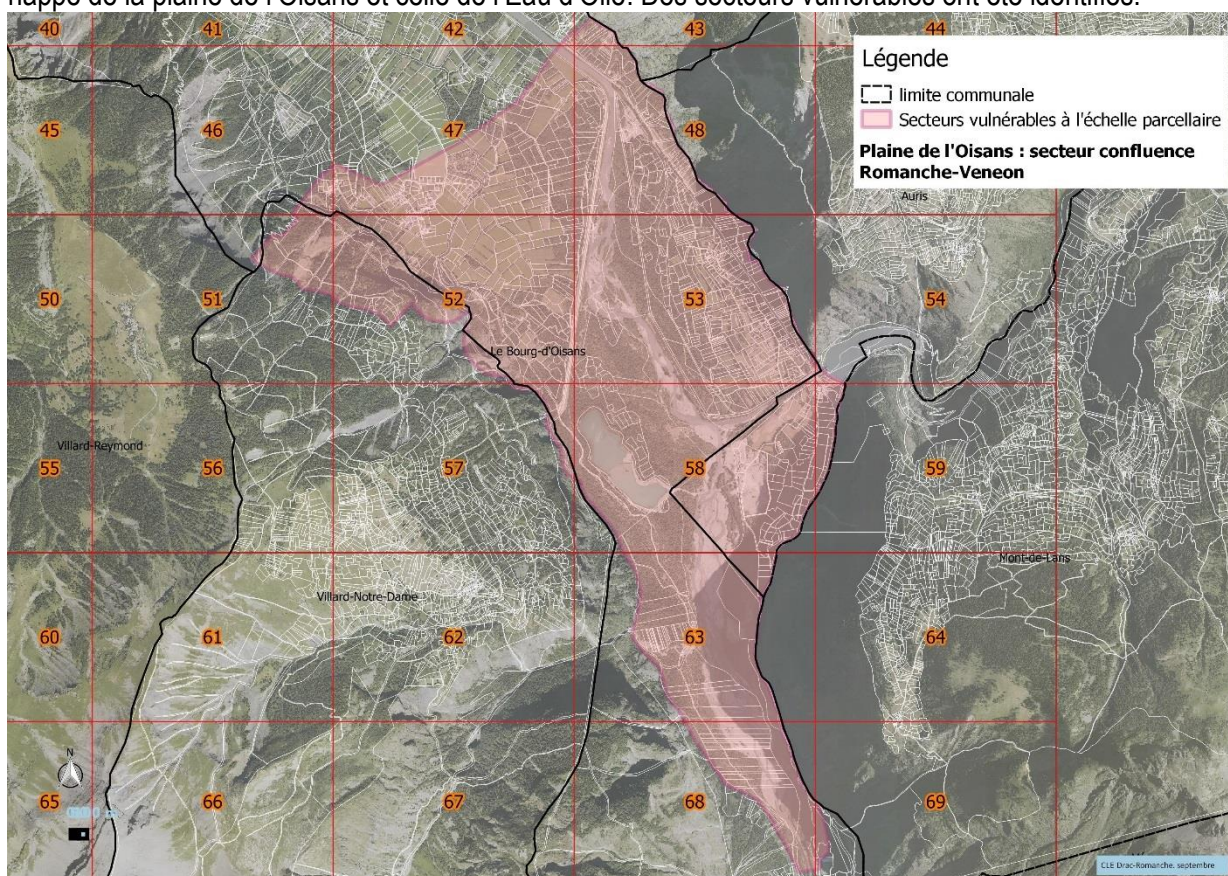 nappe de la plaine de l'Oisans et celle de l'Eau d'Olle. Des secteurs vulnérables ont été identifiés.
40 41 42 43 44
Légende
limite communale
Secteurs vulnérables à l'échelle parcellaire
Plaine de l'Oisans : secteur confluence
Romanche-Veneon
45 46 47 48
Auris
50 51 52 53 54
Le Bourg-d'Oisans
Villard-Reymond
55 56 57 58 59
Mont-de-Lans
Villard-Notre-Dame
60 61 62 63 64
N
65 66 67 68 69
CLE Drac-Romanche, septembre